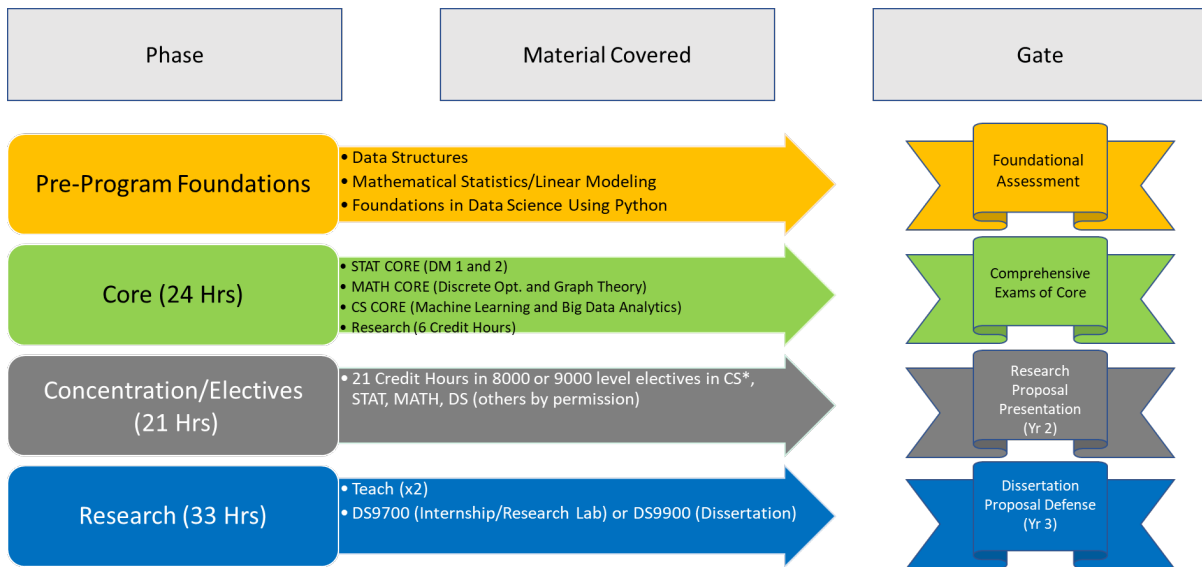 Phase
Material Covered
Gate
Pre-Program Foundations
• Data Structures
• Mathematical Statistics/Linear Modeling
• Foundations in Data Science Using Python
Foundational
Assessment
Core (24 Hrs)
• STAT CORE (DM 1 and 2)
• MATH CORE (Discrete Opt. and Graph Theory)
• CS CORE (Machine Learning and Big Data Analytics)
• Research (6 Credit Hours)
Comprehensive
Exams of Core
Concentration/Electives
(21 Hrs)
• 21 Credit Hours in 8000 or 9000 level electives in CS*,
STAT, MATH, DS (others by permission)
Research
Proposal
Presentation
(Yr 2)
Research (33 Hrs)
• Teach (x2)
• DS9700 (Internship/Research Lab) or DS9900 (Dissertation)
Dissertation
Proposal Defense
(Yr 3)